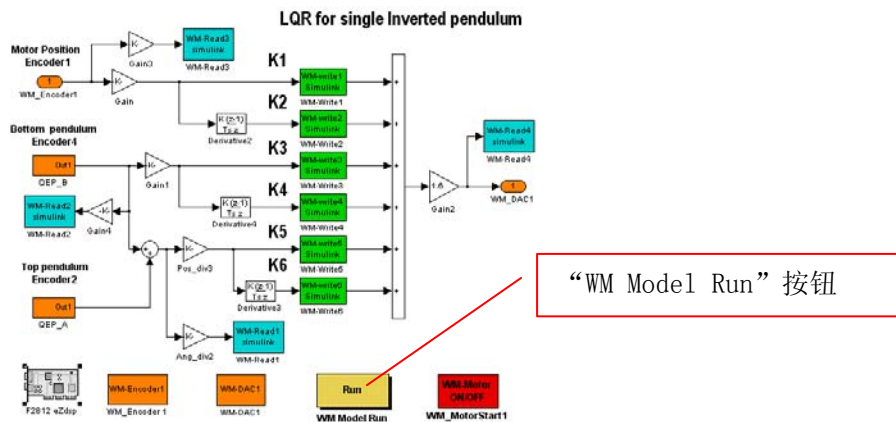 LQR for single Inverted pendulum
Motor Position
Encoder1
1
WM_Encoder1
K-
Gain3
WM-Read3
simulink
WM-Read3
K-
Gain
K1
WM-write1
Simulink
WM-Write1
K2
K (z-1)
Ts z
Derivative2
WM-write2
Simulink
WM-Write2
Bottom pendulum
Encoder4
Out1
QEP_B
K-
Gain1
K3
WM-write3
Simulink
WM-Write3
WM-Read2
simulink
WM-Read2
-K-
Gain4
K4
K (z-1)
Ts z
Derivative4
WM-write4
Simulink
WM-Write4
Top pendulum
Encoder2
Out1
QEP_A
K-
Pos_div3
K5
WM-write5
Simulink
WM-Write5
K6
K (z-1)
Ts z
Derivative3
Simulink
WM-Write6
K-
Ang_div2
WM-Read1
simulink
WM-Read1
1.6
Gain2
WM-Read4
simulink
WM-Read4
1
WM_DAC1
“WM Model Run”按钮
F2812 eZdsp
WM-Encoder1
WM_Encoder1
WM-DAC1
WM-DAC1
Run
WM Model Run
WM-Motor
ON/OFF
WM_MotorStart1